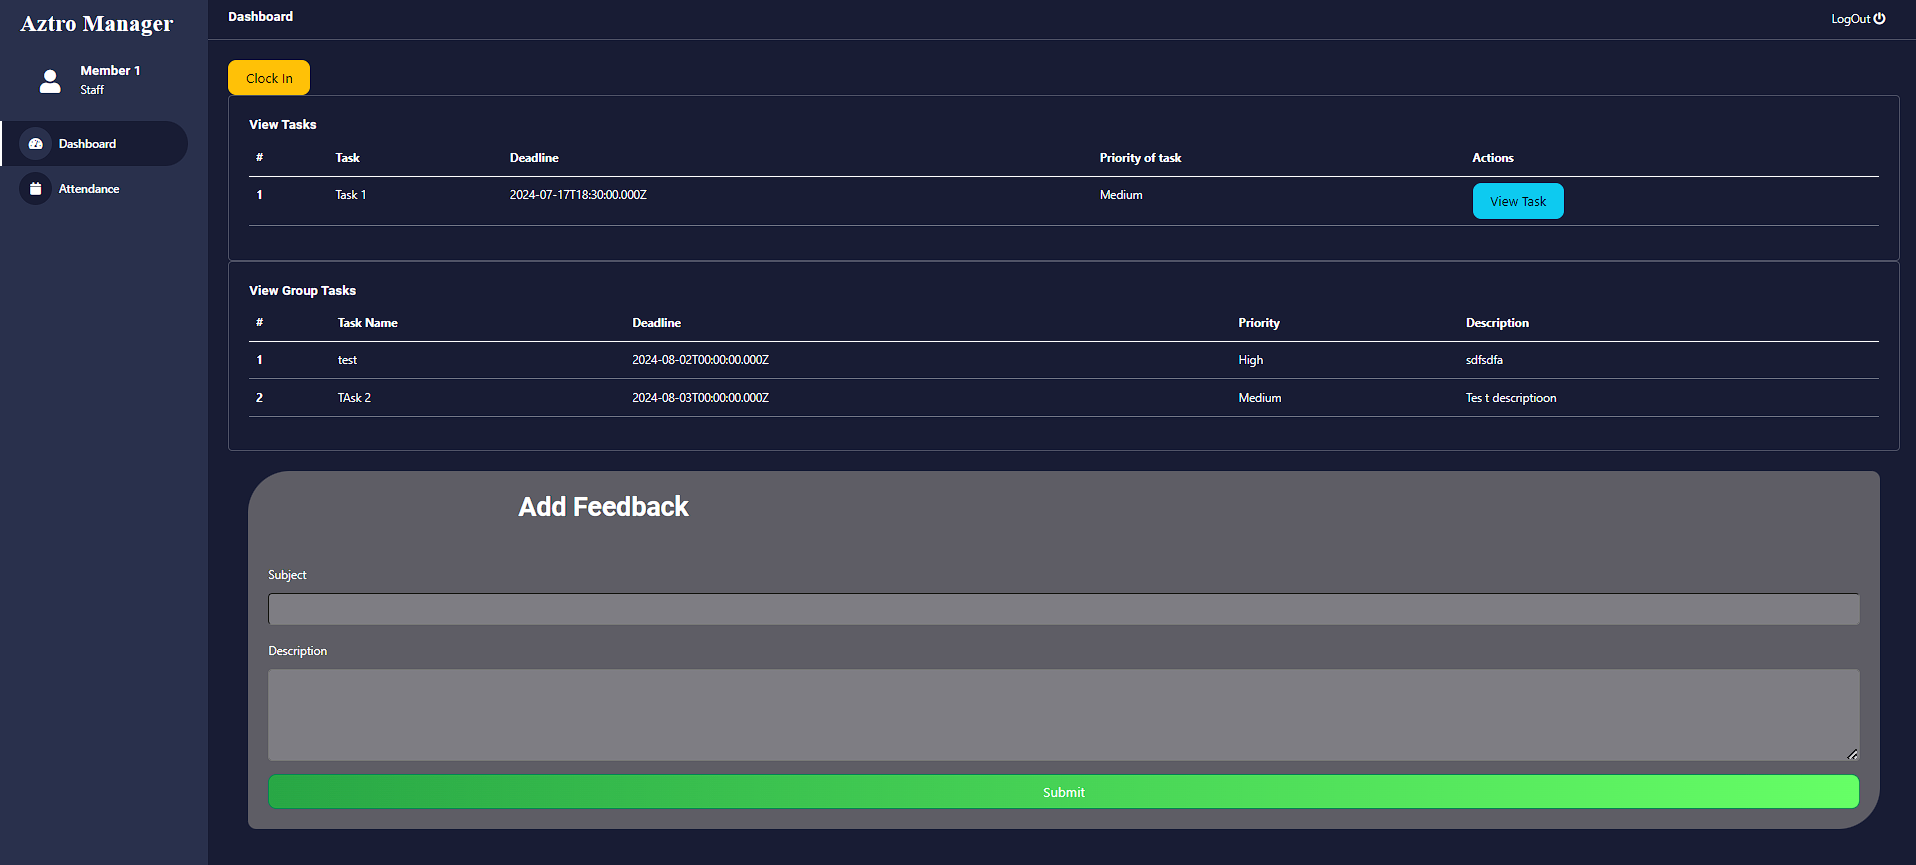 Aztro Manager
Member 1
Staff
Dashboard
Attendance
Dashboard
LogOut
Clock In
View Tasks
# Task Deadline Priority of task Actions
1 Task 1 2024-07-17T18:30:00.000Z Medium View Task
View Group Tasks
# Task Name Deadline Priority Description
1 test 2024-08-02T00:00:00.000Z High sdfsdfa
2 TAsk 2 2024-08-03T00:00:00.000Z Medium Tes t descriptioon
Add Feedback
Subject
Description
Submit